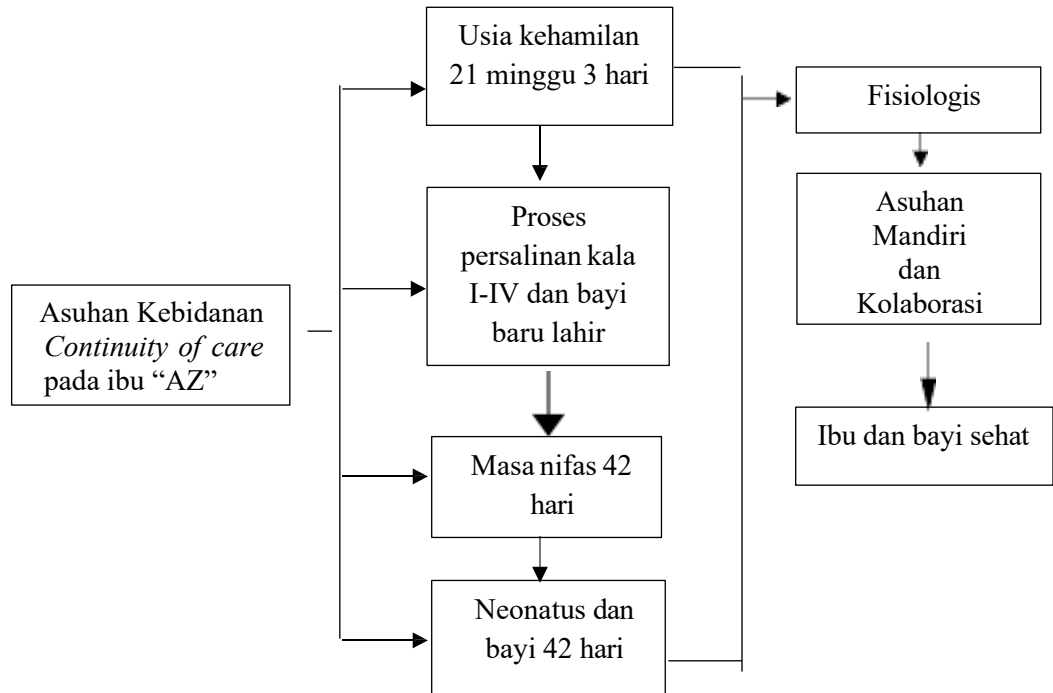 Asuhan Kebidanan
Continuity of care
pada ibu “AZ”
Usia kehamilan
21 minggu 3 hari
Proses
persalinan kala
I-IV dan bayi
baru lahir
Masa nifas 42
hari
Neonatus dan
bayi 42 hari
Fisiologis
Asuhan
Mandiri
dan
Kolaborasi
Ibu dan bayi sehat